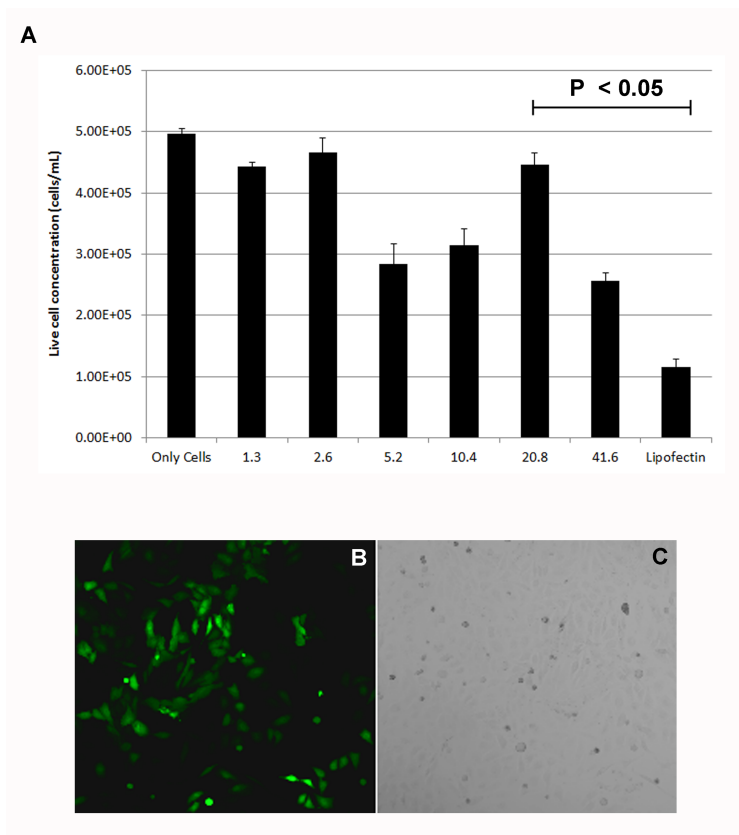 A
6.00E+05
P < 0.05
5.00E+05
4.00E+05
3.00E+05
2.00E+05
1.00E+05
0.00E+00
Live cell concentration (cells/mL)
Only Cells 1.3 2.6 5.2 10.4 20.8 41.6 Lipofectin
B
C